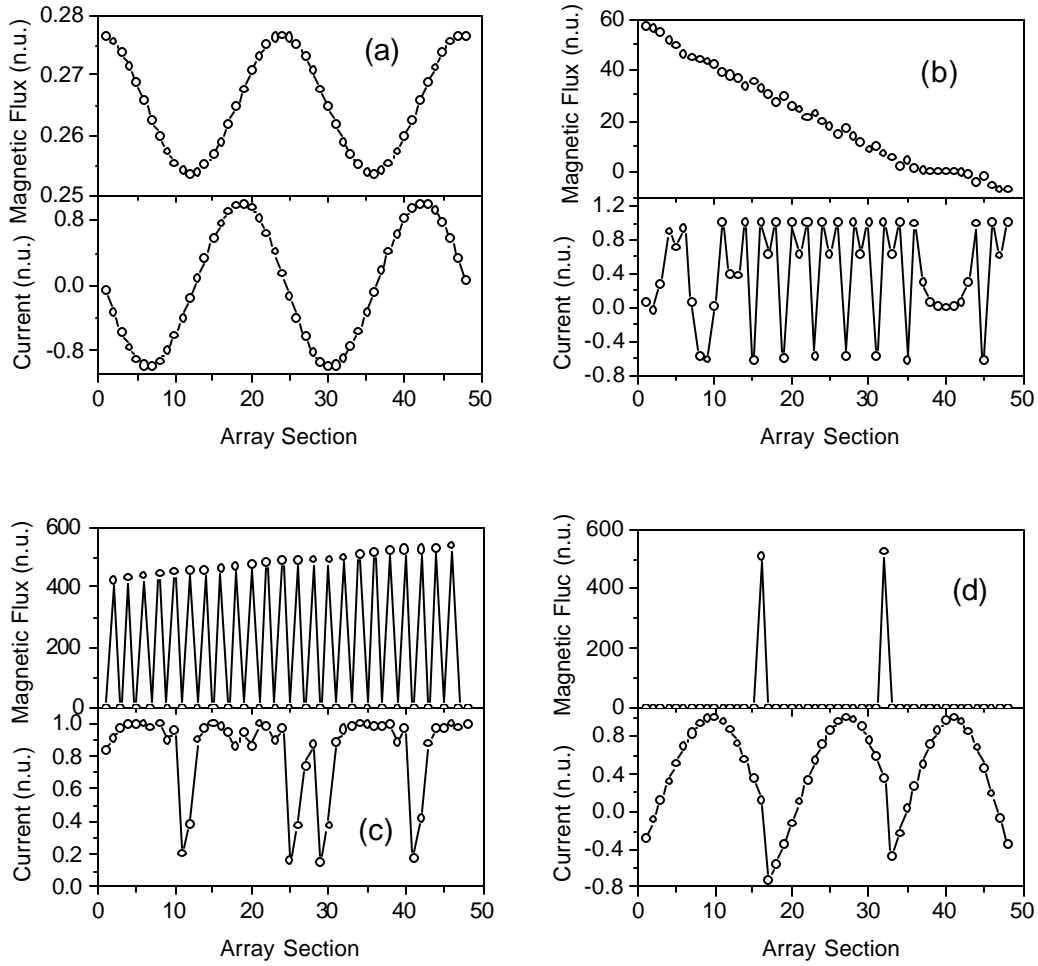 0.28
0.27
0.26
0.25
Magnetic Flux (n.u.)
(a)
0.8
0.0
-0.8
Current (n.u.)
0 10 20 30 40 50
Array Section
60
40
20
0
Magnetic Flux (n.u.)
(b)
1.2
0.8
0.4
0.0
-0.4
-0.8
Current (n.u.)
0 10 20 30 40 50
Array Section
600
400
200
0
Magnetic Flux (n.u.)
1.0
0.8
0.6
0.4
0.2
0.0
Current (n.u.)
(c)
0 10 20 30 40 50
Array Section
600
400
200
0
Magnetic Fluc (n.u.)
(d)
0.8
0.4
0.0
-0.4
-0.8
Current (n.u.)
0 10 20 30 40 50
Array Section